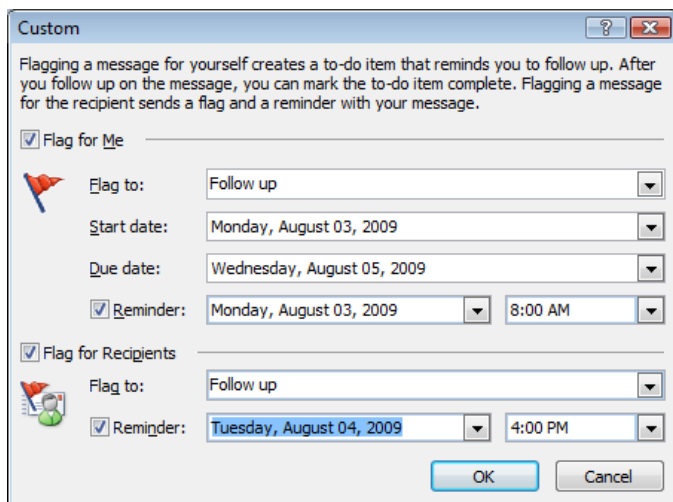 Custom
Flagging a message for yourself creates a to-do item that reminds you to follow up. After
you follow up on the message, you can mark the to-do item complete. Flagging a message
for the recipient sends a flag and a reminder with your message.
Flag for Me
Flag to: Follow up
Start date: Monday, August 03, 2009
Due date: Wednesday, August 05, 2009
Reminder: Monday, August 03, 2009 8:00 AM
Flag for Recipients
Flag to: Follow up
Reminder: Tuesday, August 04, 2009 4:00 PM
OK Cancel